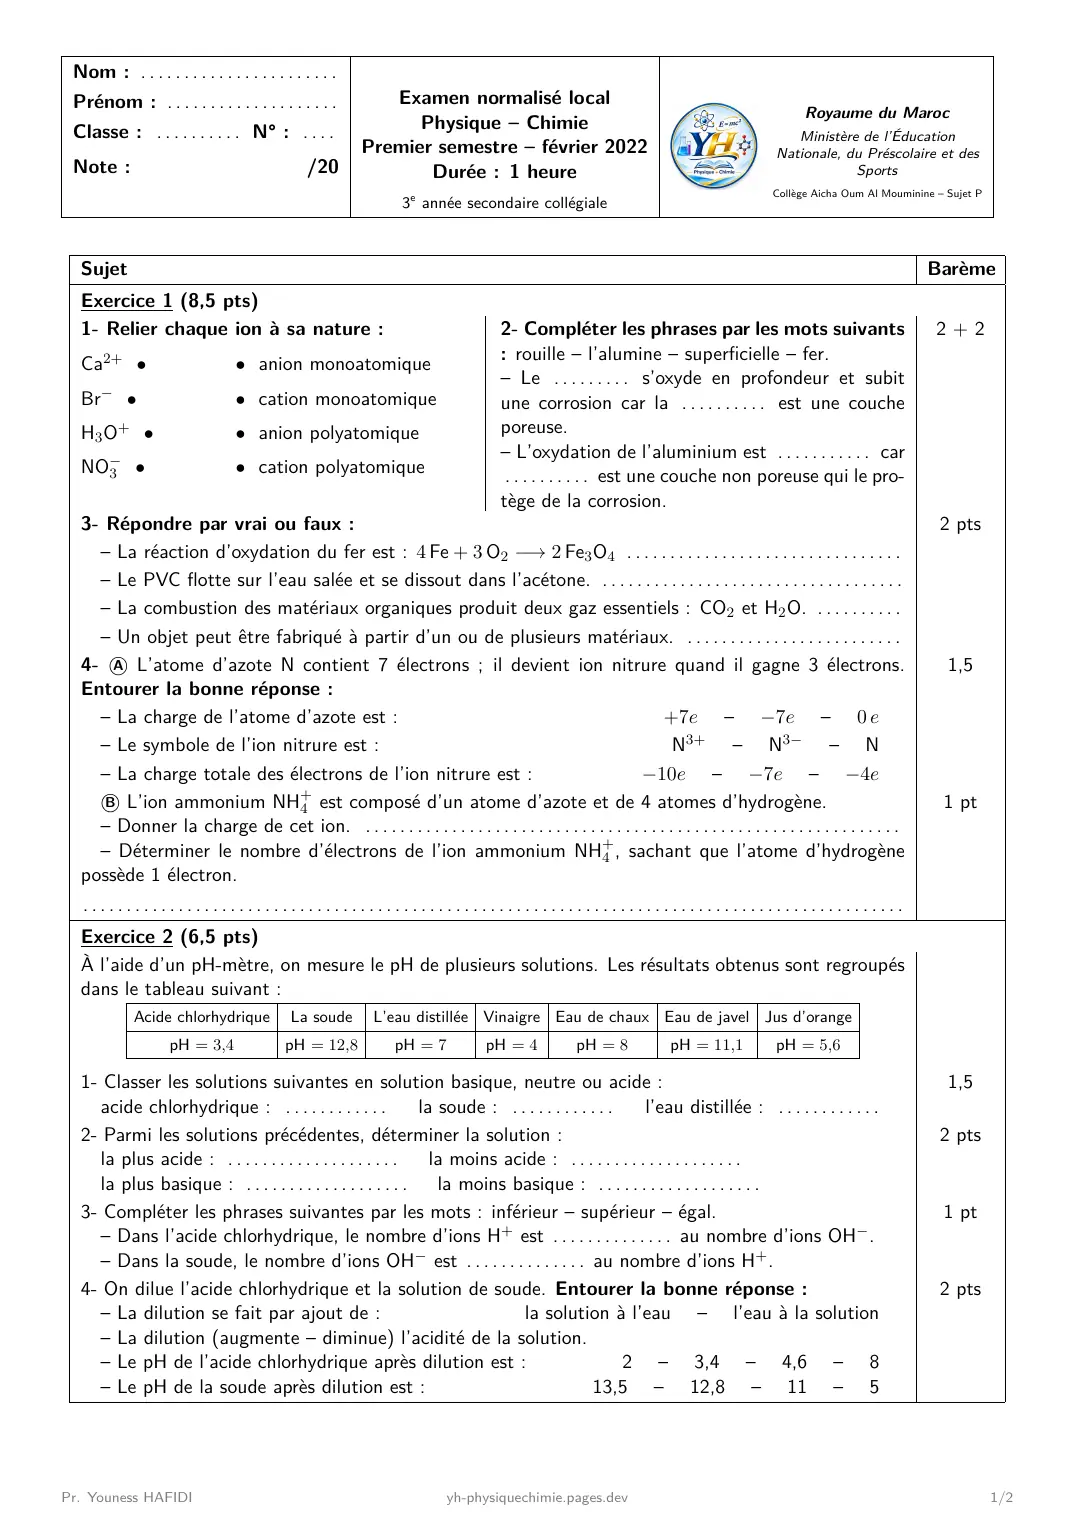 Nom : .......................
Prénom : ....................
Classe : .......... N° : ....
Note : /20
Examen normalisé local
Physique – Chimie
Premier semestre – février 2022
Durée : 1 heure
3e année secondaire collégiale
E=mc²
YH
Physique - Chimie
Royaume du Maroc
Ministère de l'Éducation
Nationale, du Préscolaire et des
Sports
Collège Aicha Oum Al Mouminine – Sujet P
Sujet Barème
Exercice 1 (8,5 pts)
1- Relier chaque ion à sa nature :
Ca²⁺ • • anion monoatomique
Br⁻ • • cation monoatomique
H₃O⁺ • • anion polyatomique
NO₃⁻ • • cation polyatomique
2- Compléter les phrases par les mots suivants
: rouille – l'alumine – superficielle – fer.
– Le ......... s'oxyde en profondeur et subit
une corrosion car la .......... est une couche
poreuse.
– L'oxydation de l'aluminium est ........... car
.......... est une couche non poreuse qui le pro-
tège de la corrosion.
2 + 2
3- Répondre par vrai ou faux : 2 pts
– La réaction d'oxydation du fer est : 4 Fe + 3 O₂ ⟶ 2 Fe₃O₄ ................................
– Le PVC flotte sur l'eau salée et se dissout dans l'acétone. ...................................
– La combustion des matériaux organiques produit deux gaz essentiels : CO₂ et H₂O. ..........
– Un objet peut être fabriqué à partir d'un ou de plusieurs matériaux. .........................
4- Ⓐ L'atome d'azote N contient 7 électrons ; il devient ion nitrure quand il gagne 3 électrons. 1,5
Entourer la bonne réponse :
– La charge de l'atome d'azote est : +7e – −7e – 0 e
– Le symbole de l'ion nitrure est : N³⁺ – N³⁻ – N
– La charge totale des électrons de l'ion nitrure est : −10e – −7e – −4e
Ⓑ L'ion ammonium NH₄⁺ est composé d'un atome d'azote et de 4 atomes d'hydrogène. 1 pt
– Donner la charge de cet ion. ..............................................................
– Déterminer le nombre d'électrons de l'ion ammonium NH₄⁺, sachant que l'atome d'hydrogène
possède 1 électron.
...............................................................................................
Exercice 2 (6,5 pts)
À l'aide d'un pH-mètre, on mesure le pH de plusieurs solutions. Les résultats obtenus sont regroupés
dans le tableau suivant :
Acide chlorhydrique La soude L'eau distillée Vinaigre Eau de chaux Eau de javel Jus d'orange
pH = 3,4 pH = 12,8 pH = 7 pH = 4 pH = 8 pH = 11,1 pH = 5,6
1- Classer les solutions suivantes en solution basique, neutre ou acide : 1,5
acide chlorhydrique : ............ la soude : ............ l'eau distillée : ............
2- Parmi les solutions précédentes, déterminer la solution : 2 pts
la plus acide : .................... la moins acide : ....................
la plus basique : ................... la moins basique : ...................
3- Compléter les phrases suivantes par les mots : inférieur – supérieur – égal. 1 pt
– Dans l'acide chlorhydrique, le nombre d'ions H⁺ est .............. au nombre d'ions OH⁻.
– Dans la soude, le nombre d'ions OH⁻ est .............. au nombre d'ions H⁺.
4- On dilue l'acide chlorhydrique et la solution de soude. Entourer la bonne réponse : 2 pts
– La dilution se fait par ajout de : la solution à l'eau – l'eau à la solution
– La dilution (augmente – diminue) l'acidité de la solution.
– Le pH de l'acide chlorhydrique après dilution est : 2 – 3,4 – 4,6 – 8
– Le pH de la soude après dilution est : 13,5 – 12,8 – 11 – 5
Pr. Youness HAFIDI yh-physiquechimie.pages.dev 1/2